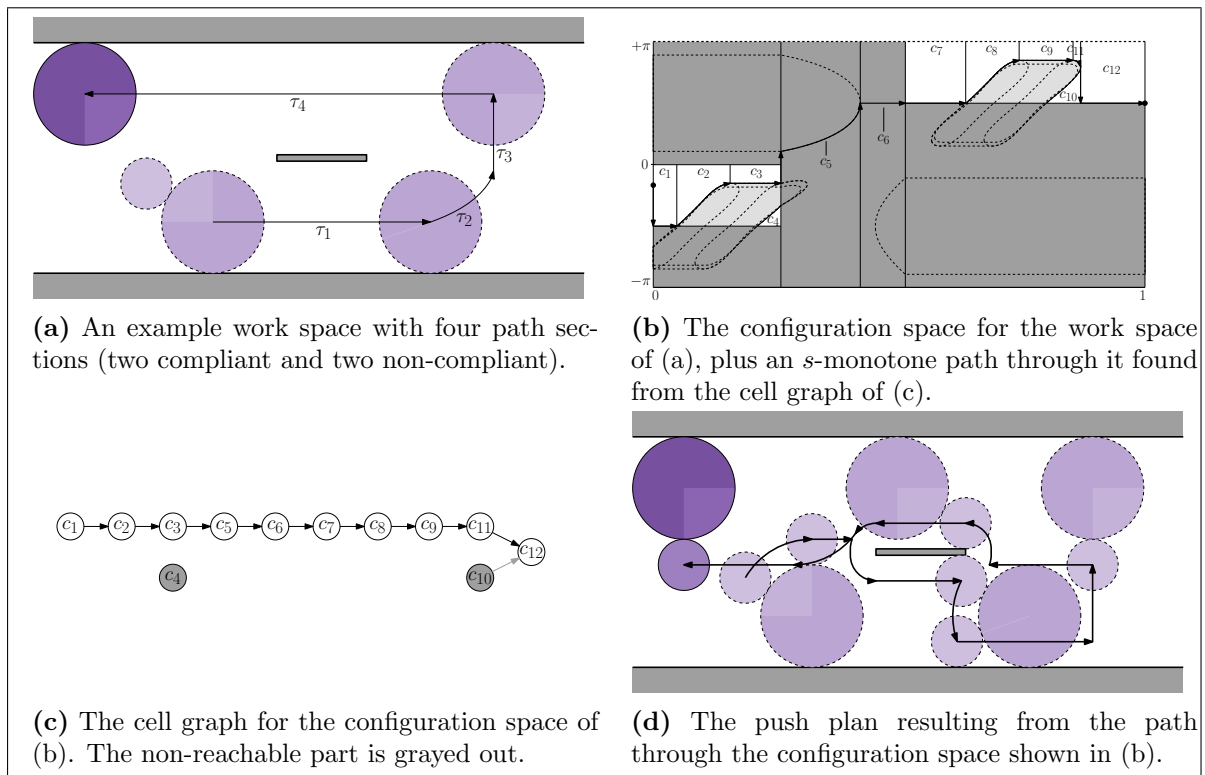 τ4
τ3
τ2
τ1
(a) An example work space with four path sec-
tions (two compliant and two non-compliant).
+π
0
−π
0
1
c1
c2
c3
c4
c5
c6
c7
c8
c9
c11
c10
c12
(b) The configuration space for the work space
of (a), plus an s-monotone path through it found
from the cell graph of (c).
c1 c2 c3 c5 c6 c7 c8 c9 c11
c12
c4 c10
(c) The cell graph for the configuration space of
(b). The non-reachable part is grayed out.
(d) The push plan resulting from the path
through the configuration space shown in (b).